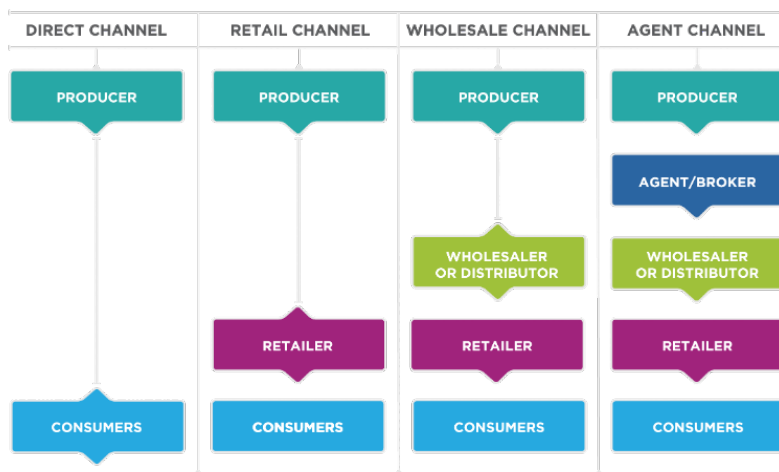 DIRECT CHANNEL
RETAIL CHANNEL
WHOLESALE CHANNEL
AGENT CHANNEL
PRODUCER
PRODUCER
PRODUCER
PRODUCER
AGENT/BROKER
WHOLESALER
OR DISTRIBUTOR
WHOLESALER
OR DISTRIBUTOR
RETAILER
RETAILER
RETAILER
CONSUMERS
CONSUMERS
CONSUMERS
CONSUMERS